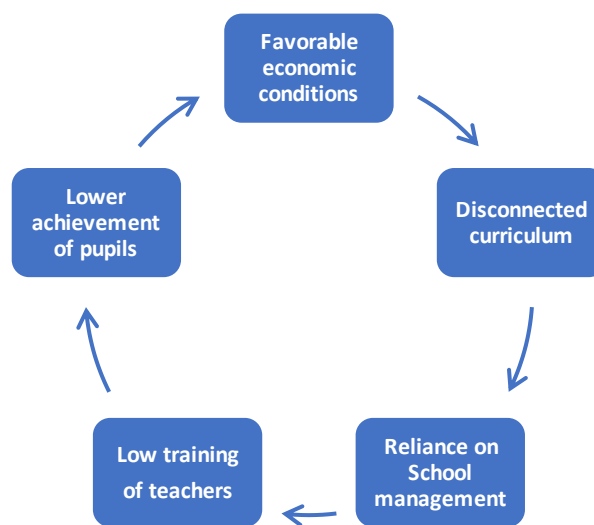 Favorable
economic
conditions
Disconnected
curriculum
Reliance on
School
management
Low training
of teachers
Lower
achievement
of pupils